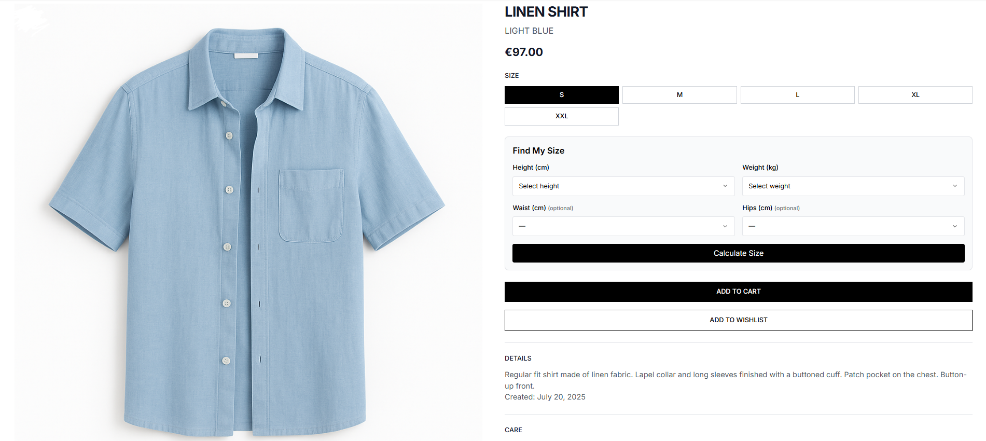 LINEN SHIRT
LIGHT BLUE
€97.00
SIZE
S
M
L
XL
XXL
Find My Size
Height (cm)
Weight (kg)
Select height
Select weight
Waist (cm) (optional)
Hips (cm) (optional)
—
—
Calculate Size
ADD TO CART
ADD TO WISHLIST
DETAILS
Regular fit shirt made of linen fabric. Lapel collar and long sleeves finished with a buttoned cuff. Patch pocket on the chest. Button-
up front.
Created: July 20, 2025
CARE